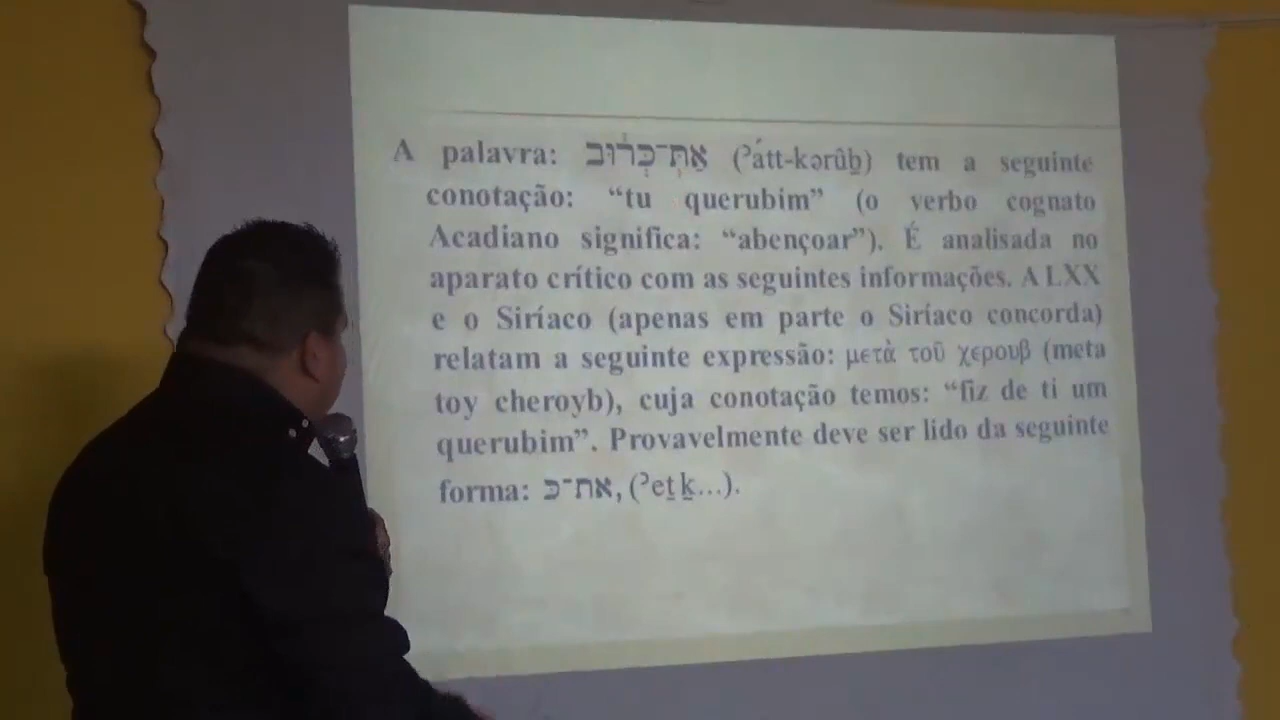 A palavra: אַתְּ־כְּר֔וּב (ʾátt-kərûḇ) tem a seguinte
conotação: “tu querubim” (o verbo cognato
Acadiano significa: “abençoar”). É analisada no
aparato crítico com as seguintes informações. A LXX
e o Siríaco (apenas em parte o Siríaco concorda)
relatam a seguinte expressão: μετὰ τοῦ χερουβ (meta
toy cheroyb), cuja conotação temos: “fiz de ti um
querubim”. Provavelmente deve ser lido da seguinte
forma: את־כּ, (ʾeṯ ḵ...).